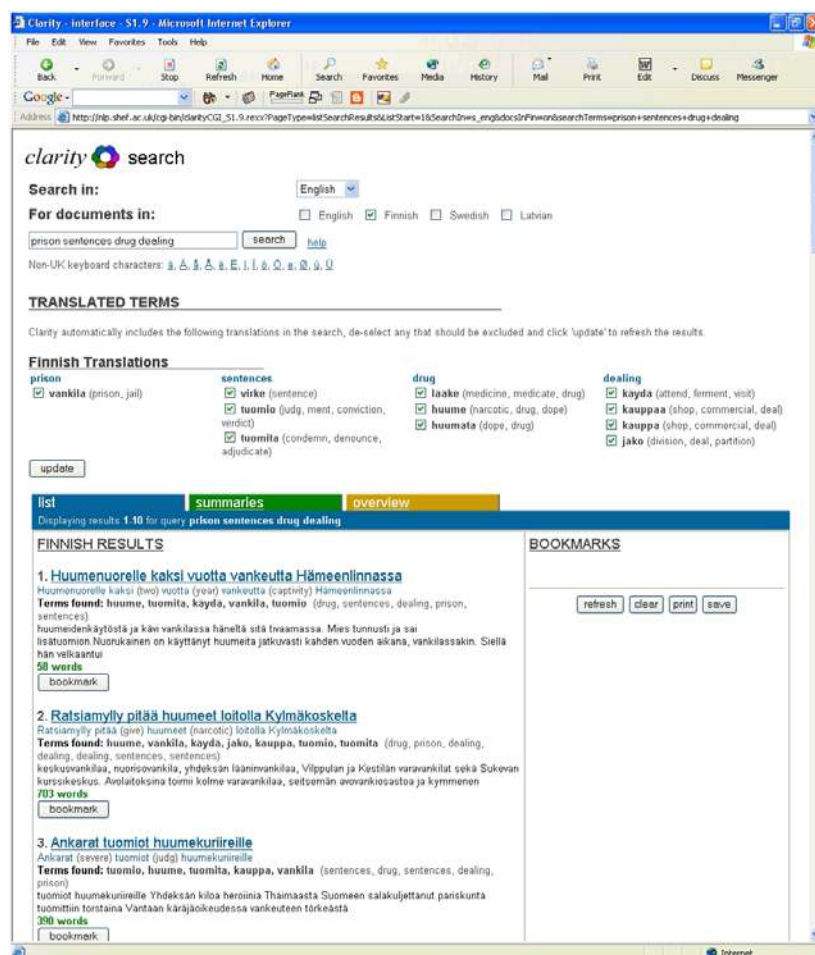 Clarity - interface - S1.9 - Microsoft Internet Explorer
File Edit View Favorites Tools Help
Back Forward Stop Refresh Home Search Favorites Media History Mail Print Edit Discuss Messenger
Google PageRank
Address http://nlp.shef.ac.uk/cgi-bin/clarityCGI_S1.9.rexx?PageType=listSearchResults&ListStart=1&SearchIn=s_eng&docsInFin=on&searchTerms=prison+sentences+drug+dealing
clarity search
Search in: English
For documents in: English Finnish Swedish Latvian
prison sentences drug dealing search help
Non-UK keyboard characters:
TRANSLATED TERMS
Clarity automatically includes the following translations in the search, de-select any that should be excluded and click 'update' to refresh the results.
Finnish Translations
prison sentences drug dealing
vankila (prison, jail) virke (sentence) laake (medicine, medicate, drug) kayda (attend, ferment, visit)
tuomio (judg, ment, conviction, verdict) huume (narcotic, drug, dope) kauppaa (shop, commercial, deal)
tuomita (condemn, denounce, adjudicate) huumata (dope, drug) kauppa (shop, commercial, deal)
jako (division, deal, partition)
update
list summaries overview
Displaying results 1-10 for query prison sentences drug dealing
FINNISH RESULTS
1. Huumenuorelle kaksi vuotta vankeutta Hämeenlinnassa
Huumenuorelle kaksi (two) vuotta (year) vankeutta (captivity) Hämeenlinnassa
Terms found: huume, tuomita, kayda, vankila, tuomio (drug, sentences, dealing, prison,
sentences)
huumeidenkäytöstä ja kävi vankilassa häneltä sitä tivaamassa. Mies tunnusti ja sai
lisätuomion.Nuorukainen on käyttänyt huumeita jatkuvasti kahden vuoden aikana, vankilassakin. Siellä
hän velkaantui
58 words
bookmark
2. Ratsiamylly pitää huumeet loitolla Kylmäkoskelta
Ratsiamylly pitää (give) huumeet (narcotic) loitolla Kylmäkoskelta
Terms found: huume, vankila, kayda, jako, kauppa, tuomio, tuomita (drug, prison, dealing,
dealing, dealing, sentences, sentences)
keskusvankilaa, nuorisovankila, yhdeksän lääninvankilaa, Vilppulan ja Kestilän varavankilat sekä Sukevan
kurssikeskus. Avolaitoksina toimii kolme varavankilaa, seitsemän avovankiosastoa ja kymmenen
703 words
bookmark
3. Ankarat tuomiot huumekuriireille
Ankarat (severe) tuomiot (judg) huumekuriireille
Terms found: tuomio, huume, tuomita, kauppa, vankila (sentences, drug, sentences, dealing,
prison)
tuomiot huumekuriireille Yhdeksän kiloa heroiinia Thaimaasta Suomeen salakuljettanut pariskunta
tuomittiin torstaina Vantaan käräjäoikeudessa vankeuteen törkeästä
390 words
bookmark
BOOKMARKS
refresh clear print save
Internet